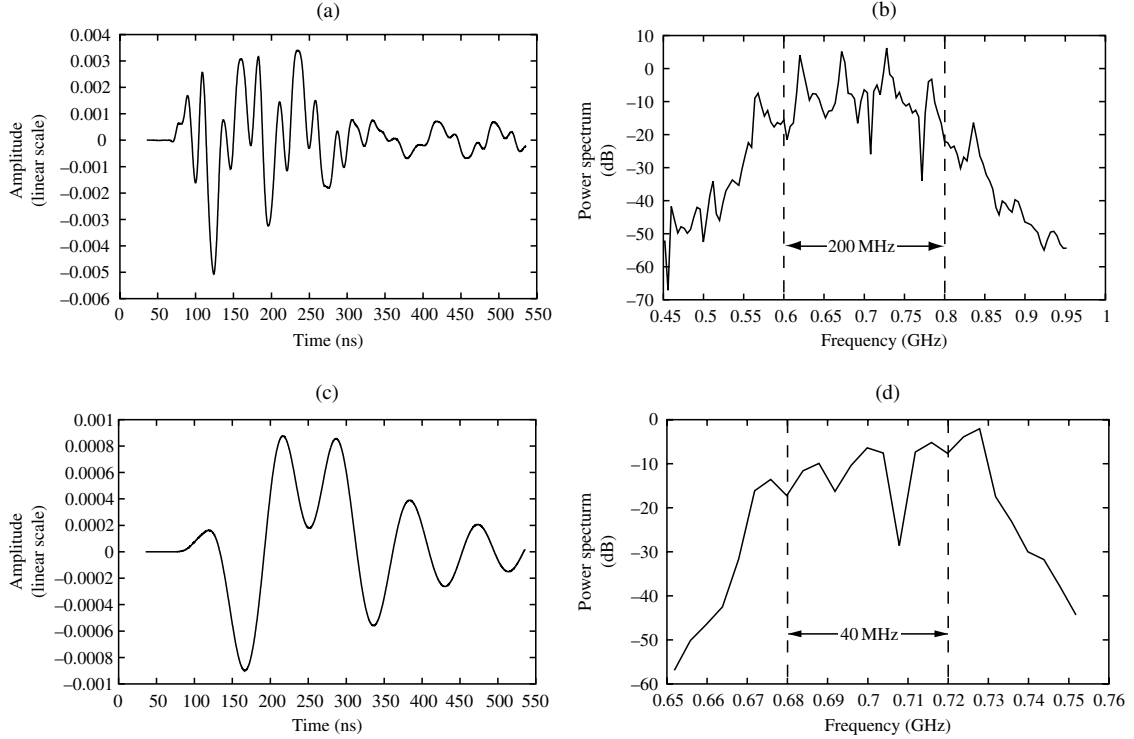 (a)
0.004
0.003
0.002
0.001
0
–0.001
–0.002
–0.003
–0.004
–0.005
–0.006
0 50 100 150 200 250 300 350 400 450 500 550
Time (ns)
Amplitude
(linear scale)
(b)
10
0
–10
–20
–30
–40
–50
–60
–70
0.45 0.5 0.55 0.6 0.65 0.7 0.75 0.8 0.85 0.9 0.95 1
Frequency (GHz)
Power spectrum
(dB)
200 MHz
(c)
0.001
0.0008
0.0006
0.0004
0.0002
0
–0.0002
–0.0004
–0.0006
–0.0008
–0.001
0 50 100 150 200 250 300 350 400 450 500 550
Time (ns)
Amplitude
(linear scale)
(d)
0
–10
–20
–30
–40
–50
–60
0.65 0.66 0.67 0.68 0.69 0.7 0.71 0.72 0.73 0.74 0.75 0.76
Frequency (GHz)
Power specturm
(dB)
40 MHz